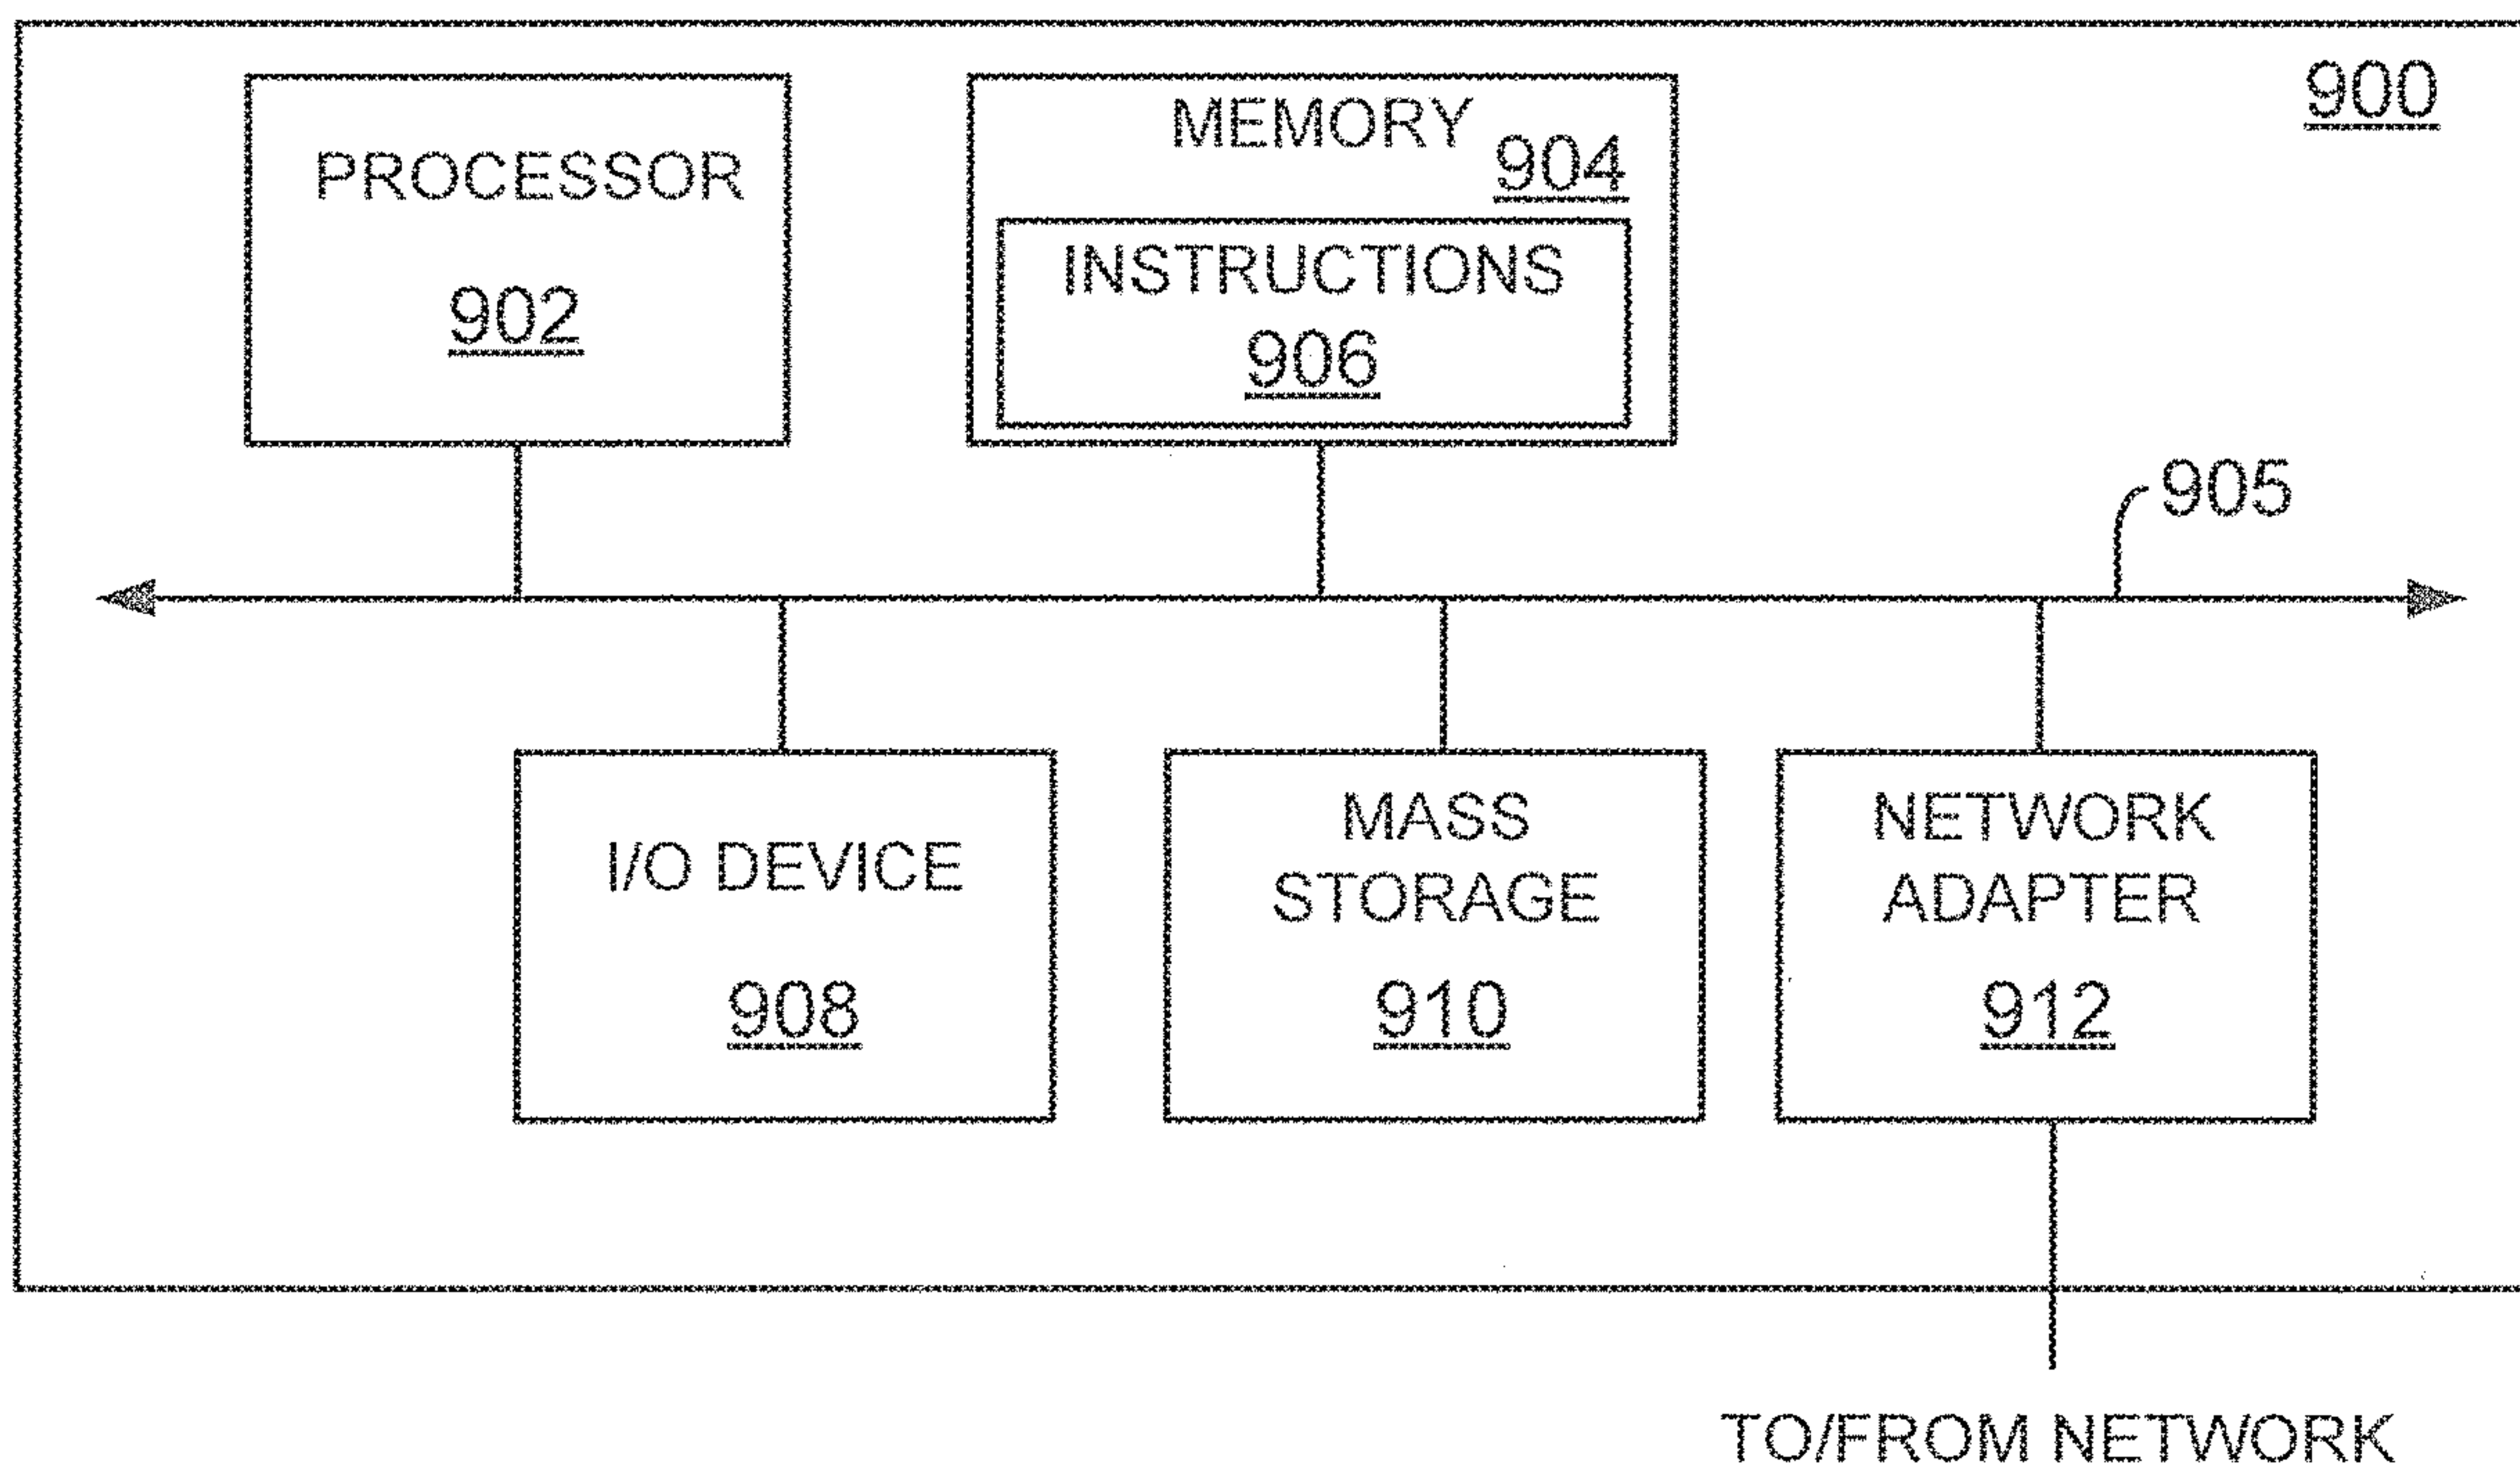 900
PROCESSOR
902
MEMORY
904
INSTRUCTIONS
906
905
I/O DEVICE
908
MASS
STORAGE
910
NETWORK
ADAPTER
912
TO/FROM NETWORK